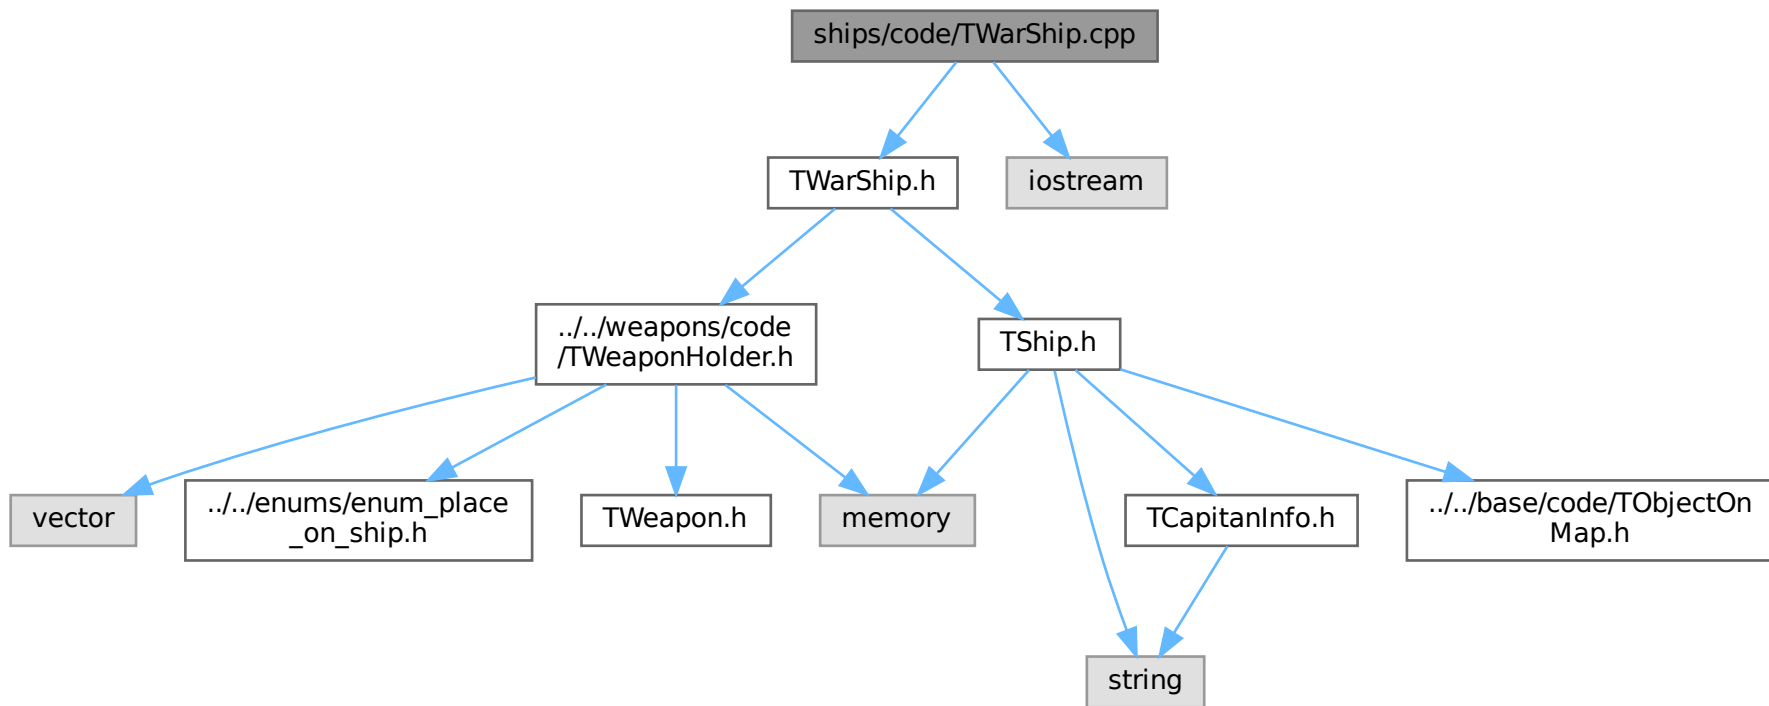 ships/code/TWarShip.cpp
TWarShip.h
iostream
../../weapons/code
/TWeaponHolder.h
TShip.h
vector
../../enums/enum_place
_on_ship.h
TWeapon.h
memory
TCapitanInfo.h
../../base/code/TObjectOn
Map.h
string